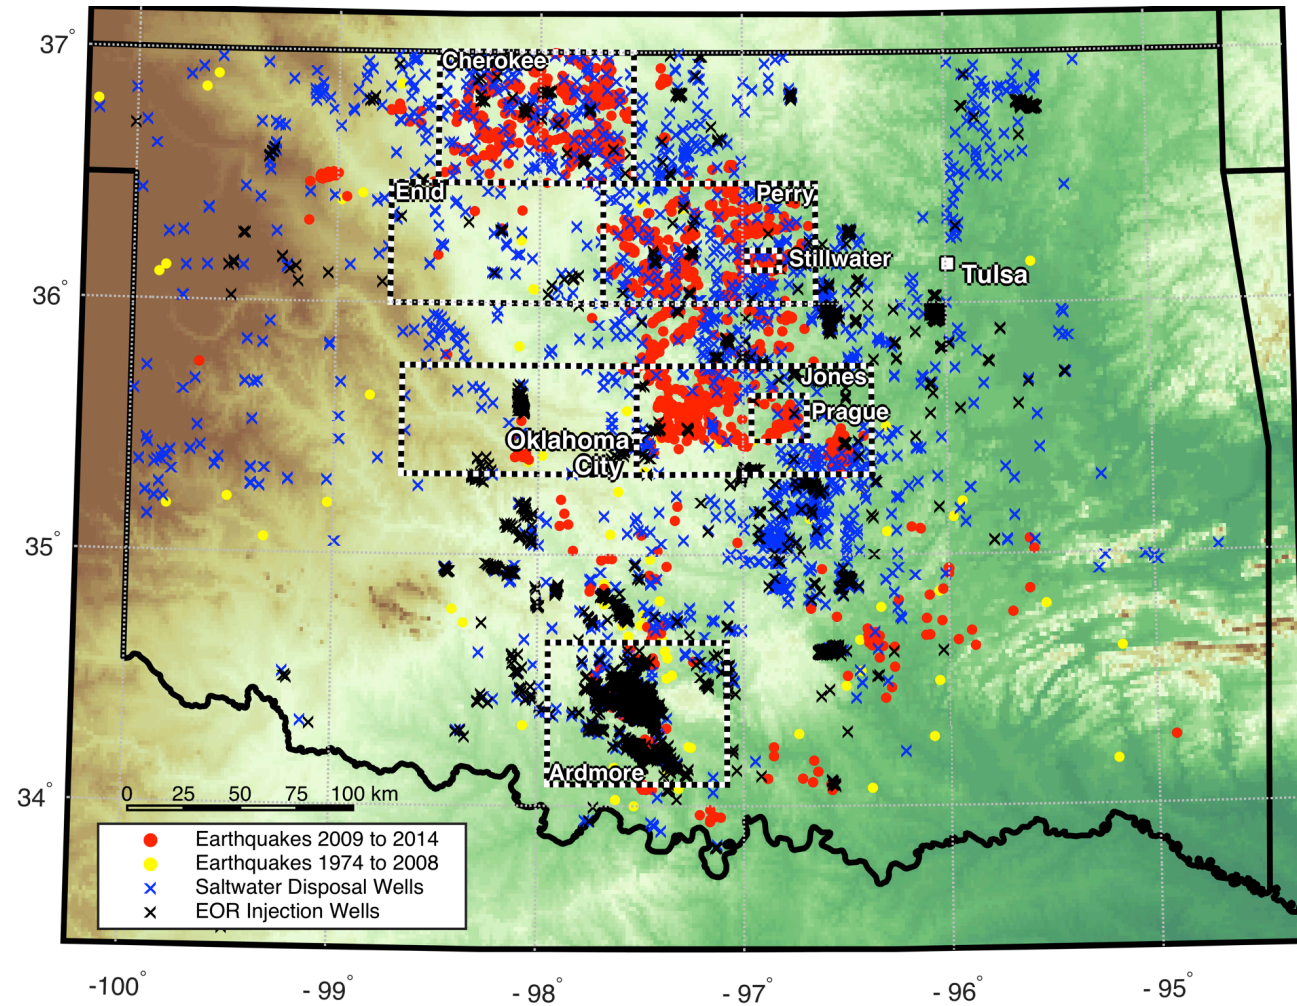 37°
Cherokee
Enid
Perry
Stillwater
Tulsa
36°
Jones
Prague
Oklahoma
City
35°
Ardmore
34°
0 25 50 75 100 km
Earthquakes 2009 to 2014
Earthquakes 1974 to 2008
Saltwater Disposal Wells
EOR Injection Wells
-100° - 99° - 98° - 97° - 96° - 95°